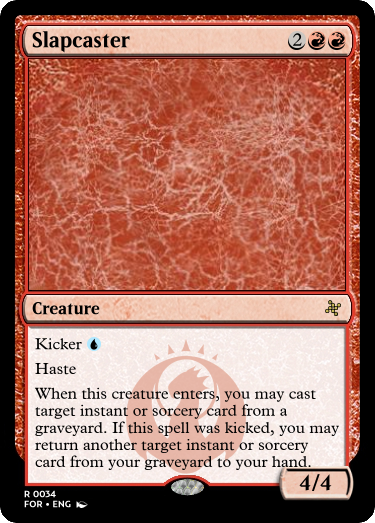 Slapcaster 2
Creature
Kicker
Haste
When this creature enters, you may cast
target instant or sorcery card from a
graveyard. If this spell was kicked, you may
return another target instant or sorcery
card from your graveyard to your hand.
4/4
R 0034
FOR • ENG